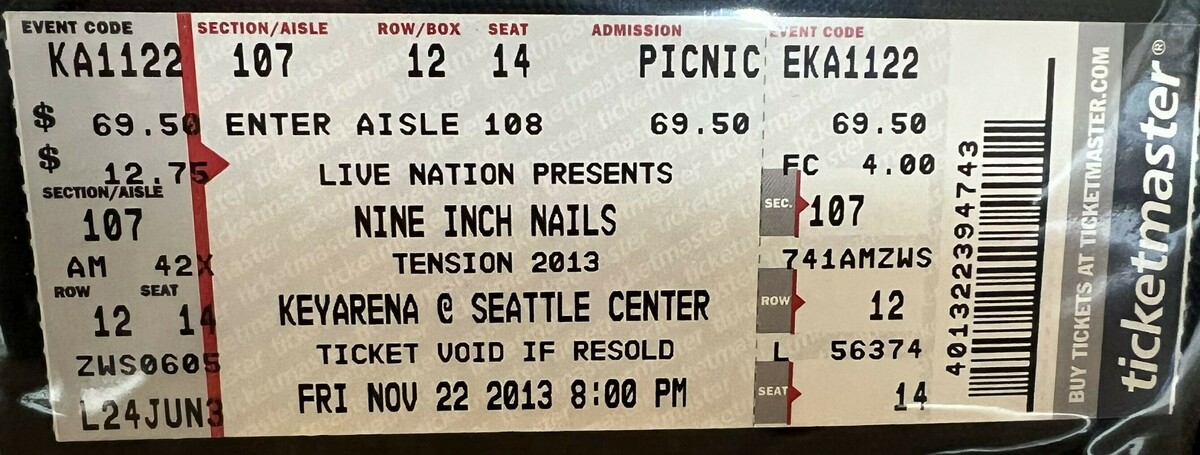 EVENT CODE SECTION/AISLE ROW/BOX SEAT ADMISSION EVENT CODE
KA1122 107 12 14 PICNIC EKA1122
$ 69.50 ENTER AISLE 108 69.50 69.50
$ 12.75 LIVE NATION PRESENTS FC 4.00
SECTION/AISLE
107 NINE INCH NAILS SEC. 107
AM 42X TENSION 2013 741AMZWS
ROW SEAT
12 14 KEYARENA @ SEATTLE CENTER ROW 12
ZWS0605 TICKET VOID IF RESOLD L 56374
L24JUN3 FRI NOV 22 2013 8:00 PM SEAT 14
401322394743
BUY TICKETS AT TICKETMASTER.COM
ticketmaster®